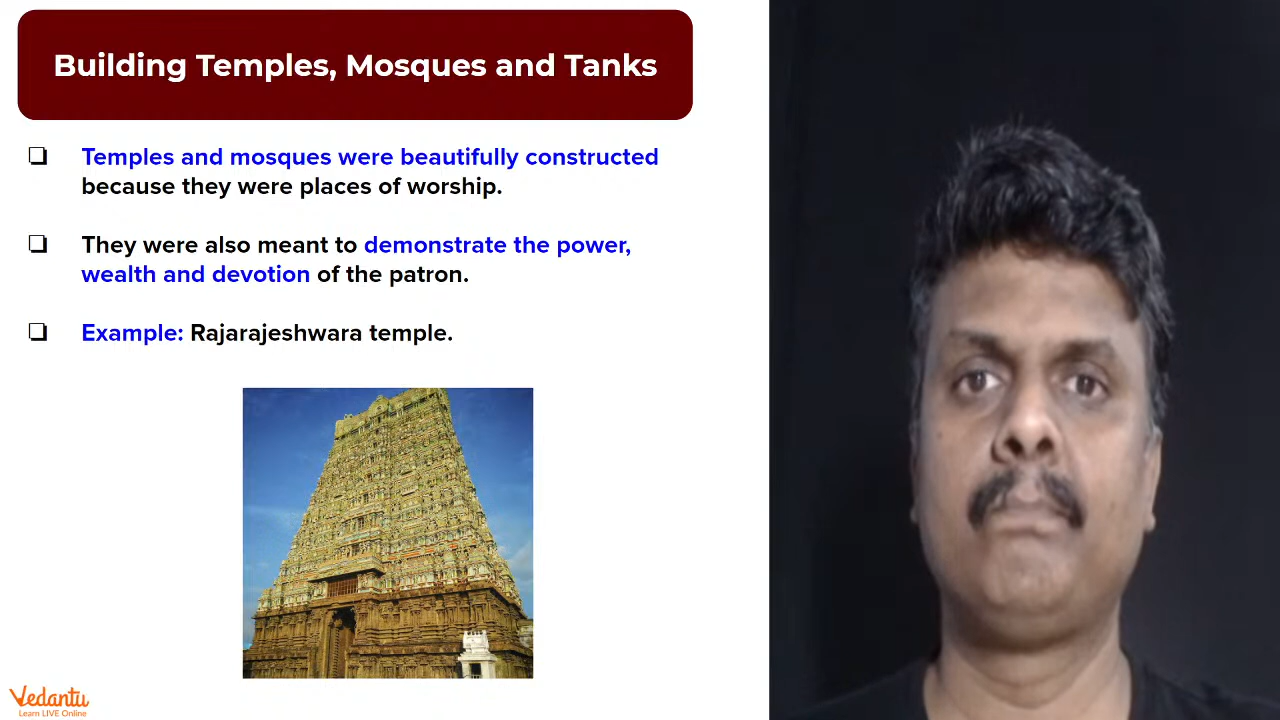 Building Temples, Mosques and Tanks
Temples and mosques were beautifully constructed
because they were places of worship.
They were also meant to demonstrate the power,
wealth and devotion of the patron.
Example: Rajarajeshwara temple.
Vedantu
Learn LIVE Online